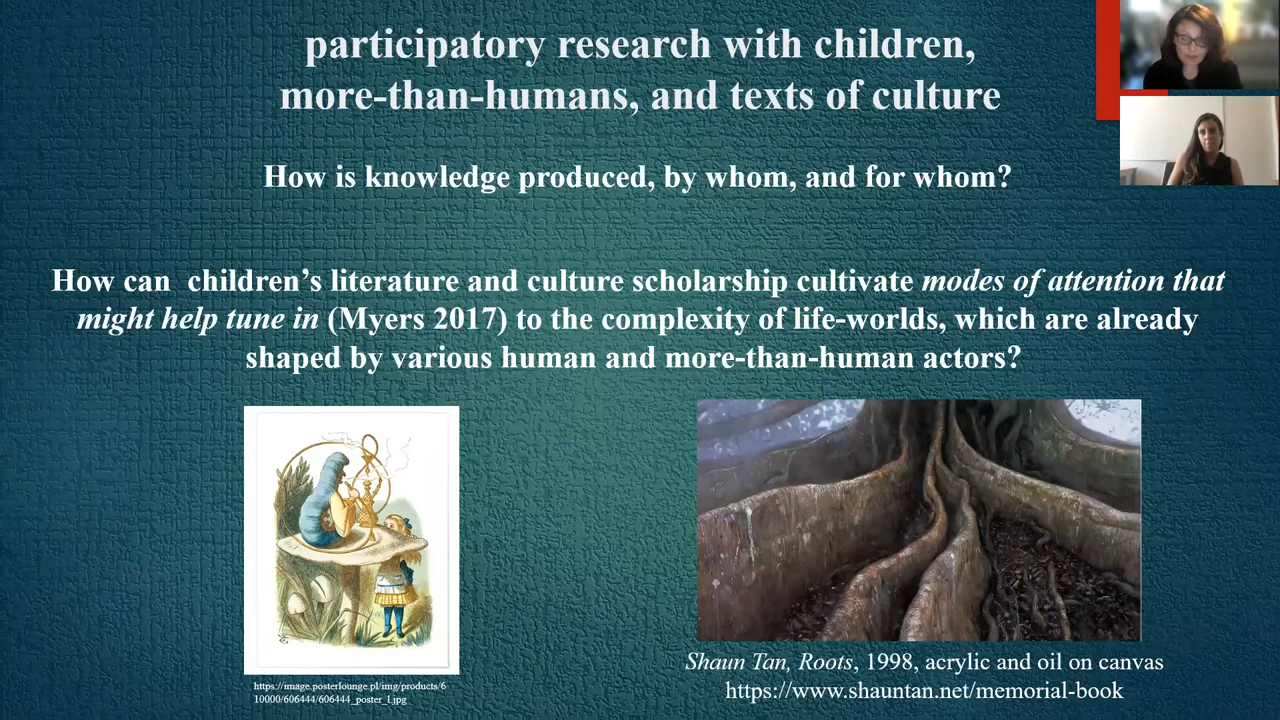 participatory research with children,
more-than-humans, and texts of culture
How is knowledge produced, by whom, and for whom?
How can  children’s literature and culture scholarship cultivate modes of attention that
might help tune in (Myers 2017) to the complexity of life-worlds, which are already
shaped by various human and more-than-human actors?
https://image.posterlounge.pl/img/products/6
10000/606444/606444_poster_l.jpg
Shaun Tan, Roots, 1998, acrylic and oil on canvas
https://www.shauntan.net/memorial-book